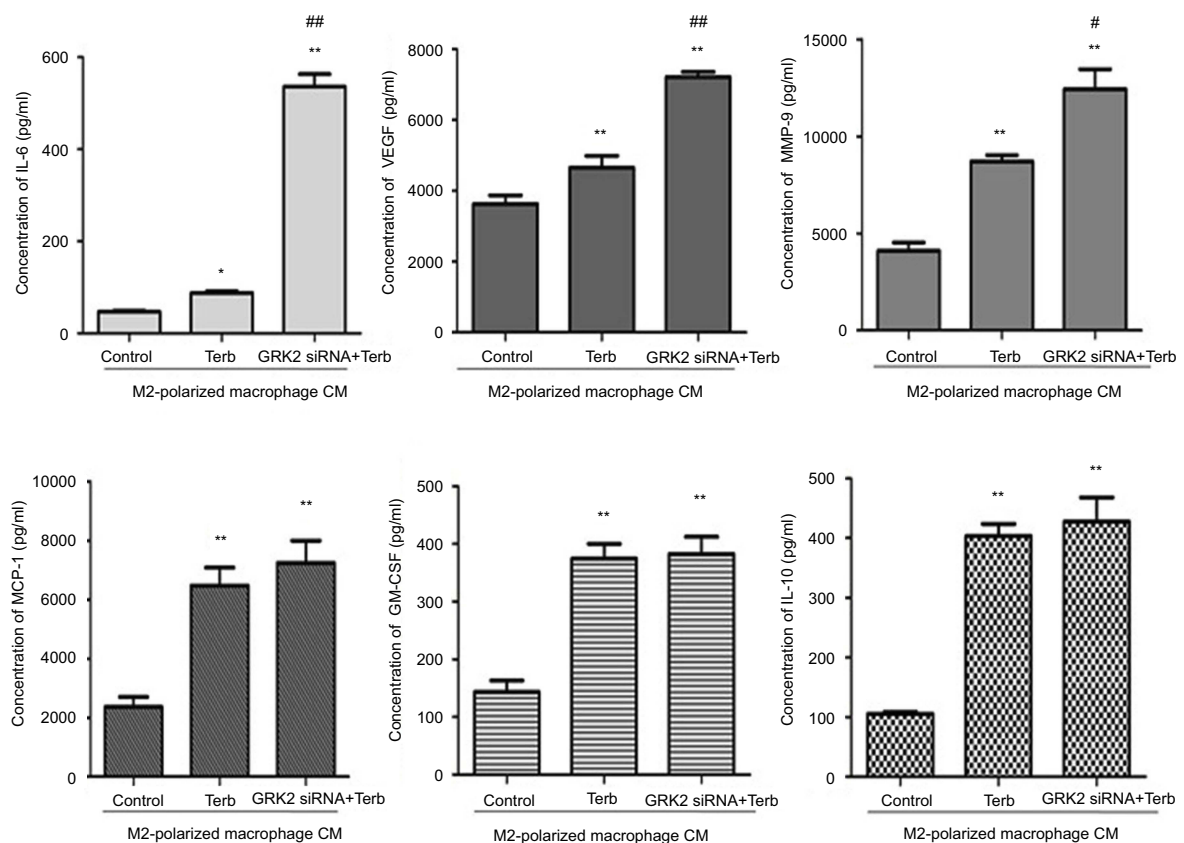 ##
**
*
Concentration of IL-6 (pg/ml)
600
400
200
0
Control Terb GRK2 siRNA+Terb
M2-polarized macrophage CM
##
**
**
Concentration of VEGF (pg/ml)
8000
6000
4000
2000
0
Control Terb GRK2 siRNA+Terb
M2-polarized macrophage CM
#
**
**
Concentration of MMP-9 (pg/ml)
15000
10000
5000
0
Control Terb GRK2 siRNA+Terb
M2-polarized macrophage CM
**
**
Concentration of MCP-1 (pg/ml)
10000
8000
6000
4000
2000
0
Control Terb GRK2 siRNA+Terb
M2-polarized macrophage CM
**
**
Concentration of GM-CSF (pg/ml)
500
400
300
200
100
0
Control Terb GRK2 siRNA+Terb
M2-polarized macrophage CM
**
**
Concentration of IL-10 (pg/ml)
500
400
300
200
100
0
Control Terb GRK2 siRNA+Terb
M2-polarized macrophage CM